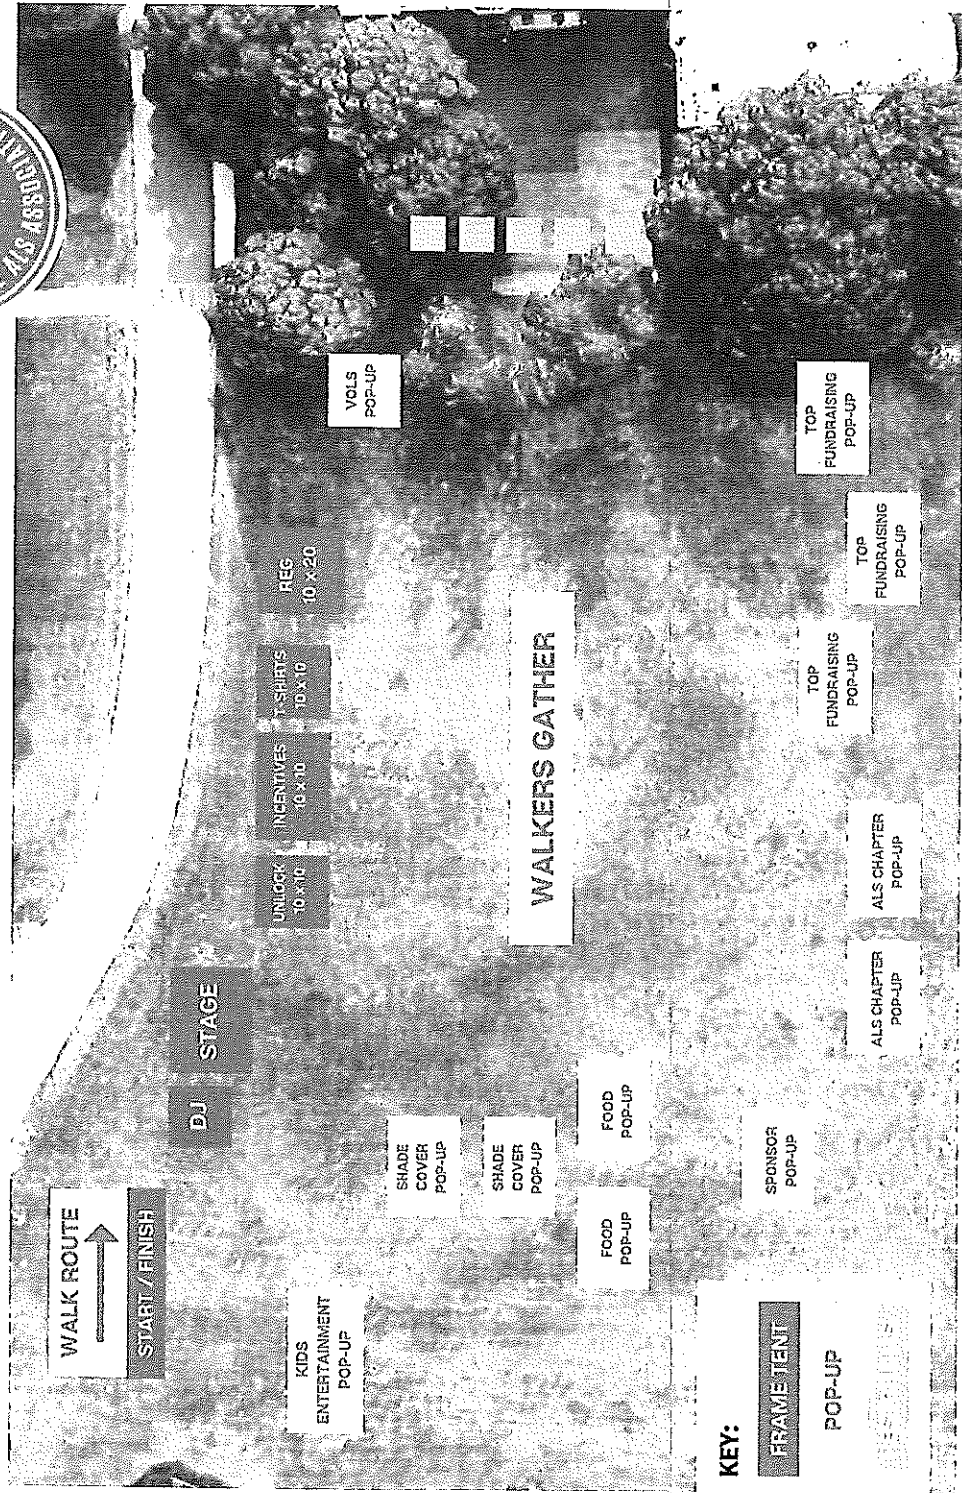 WALK ROUTE
START / FINISH
DJ
STAGE
UNLOCK
10 x 10
INCENTIVES
10 x 10
T-SHIRTS
10 x 10
REG
10 x 20
VOLS
POP-UP
ALS ASSOCIAT
KIDS
ENTERTAINMENT
POP-UP
SHADE
COVER
POP-UP
SHADE
COVER
POP-UP
FOOD
POP-UP
FOOD
POP-UP
WALKERS GATHER
SPONSOR
POP-UP
ALS CHAPTER
POP-UP
ALS CHAPTER
POP-UP
TOP
FUNDRAISING
POP-UP
TOP
FUNDRAISING
POP-UP
TOP
FUNDRAISING
POP-UP
KEY:
FRAME TENT
POP-UP